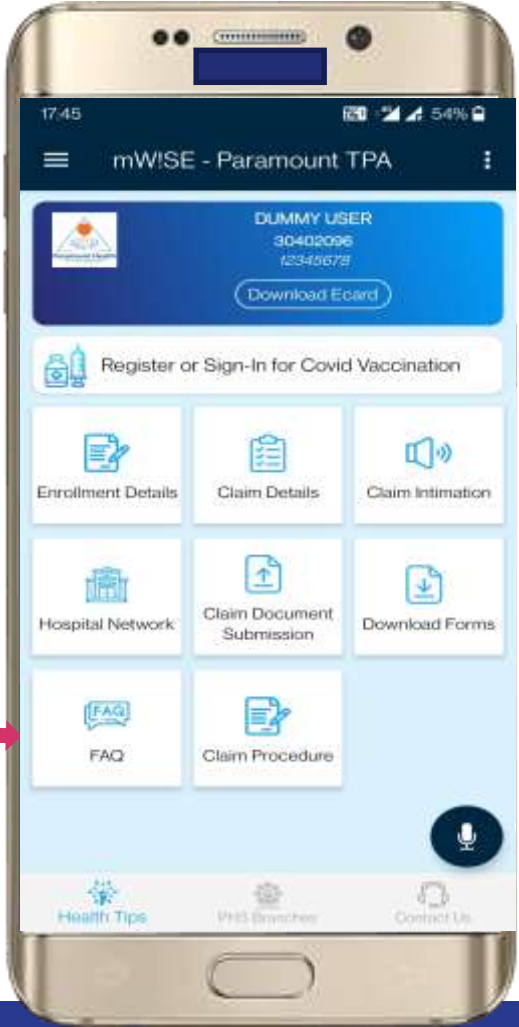 17:45
54%
mW!SE - Paramount TPA
DUMMY USER
30402096
12345678
Paramount Health
Download Ecard
Register or Sign-In for Covid Vaccination
Enrollment Details
Claim Details
Claim Intimation
Hospital Network
Claim Document
Submission
Download Forms
FAQ
FAQ
Claim Procedure
Health Tips
PHS Branches
Contact Us